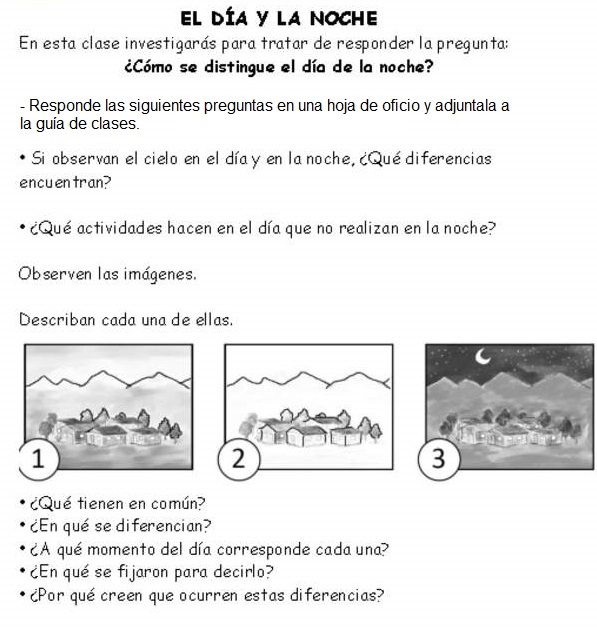 EL DÍA Y LA NOCHE
En esta clase investigarás para tratar de responder la pregunta:
¿Cómo se distingue el día de la noche?
- Responde las siguientes preguntas en una hoja de oficio y adjuntala a
la guía de clases.
• Si observan el cielo en el día y en la noche, ¿Qué diferencias
encuentran?
• ¿Qué actividades hacen en el día que no realizan en la noche?
Observen las imágenes.
Describan cada una de ellas.
1 2 3
• ¿Qué tienen en común?
• ¿En qué se diferencian?
• ¿A qué momento del día corresponde cada una?
• ¿En qué se fijaron para decirlo?
• ¿Por qué creen que ocurren estas diferencias?